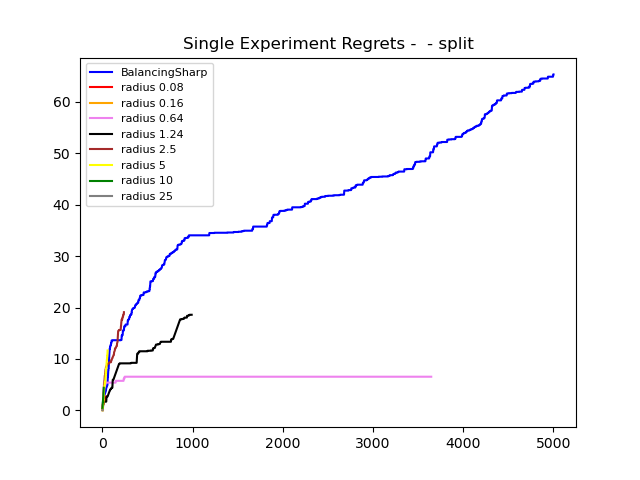 Single Experiment Regrets -  - split
BalancingSharp
radius 0.08
radius 0.16
radius 0.64
radius 1.24
radius 2.5
radius 5
radius 10
radius 25
60
50
40
30
20
10
0
0 1000 2000 3000 4000 5000